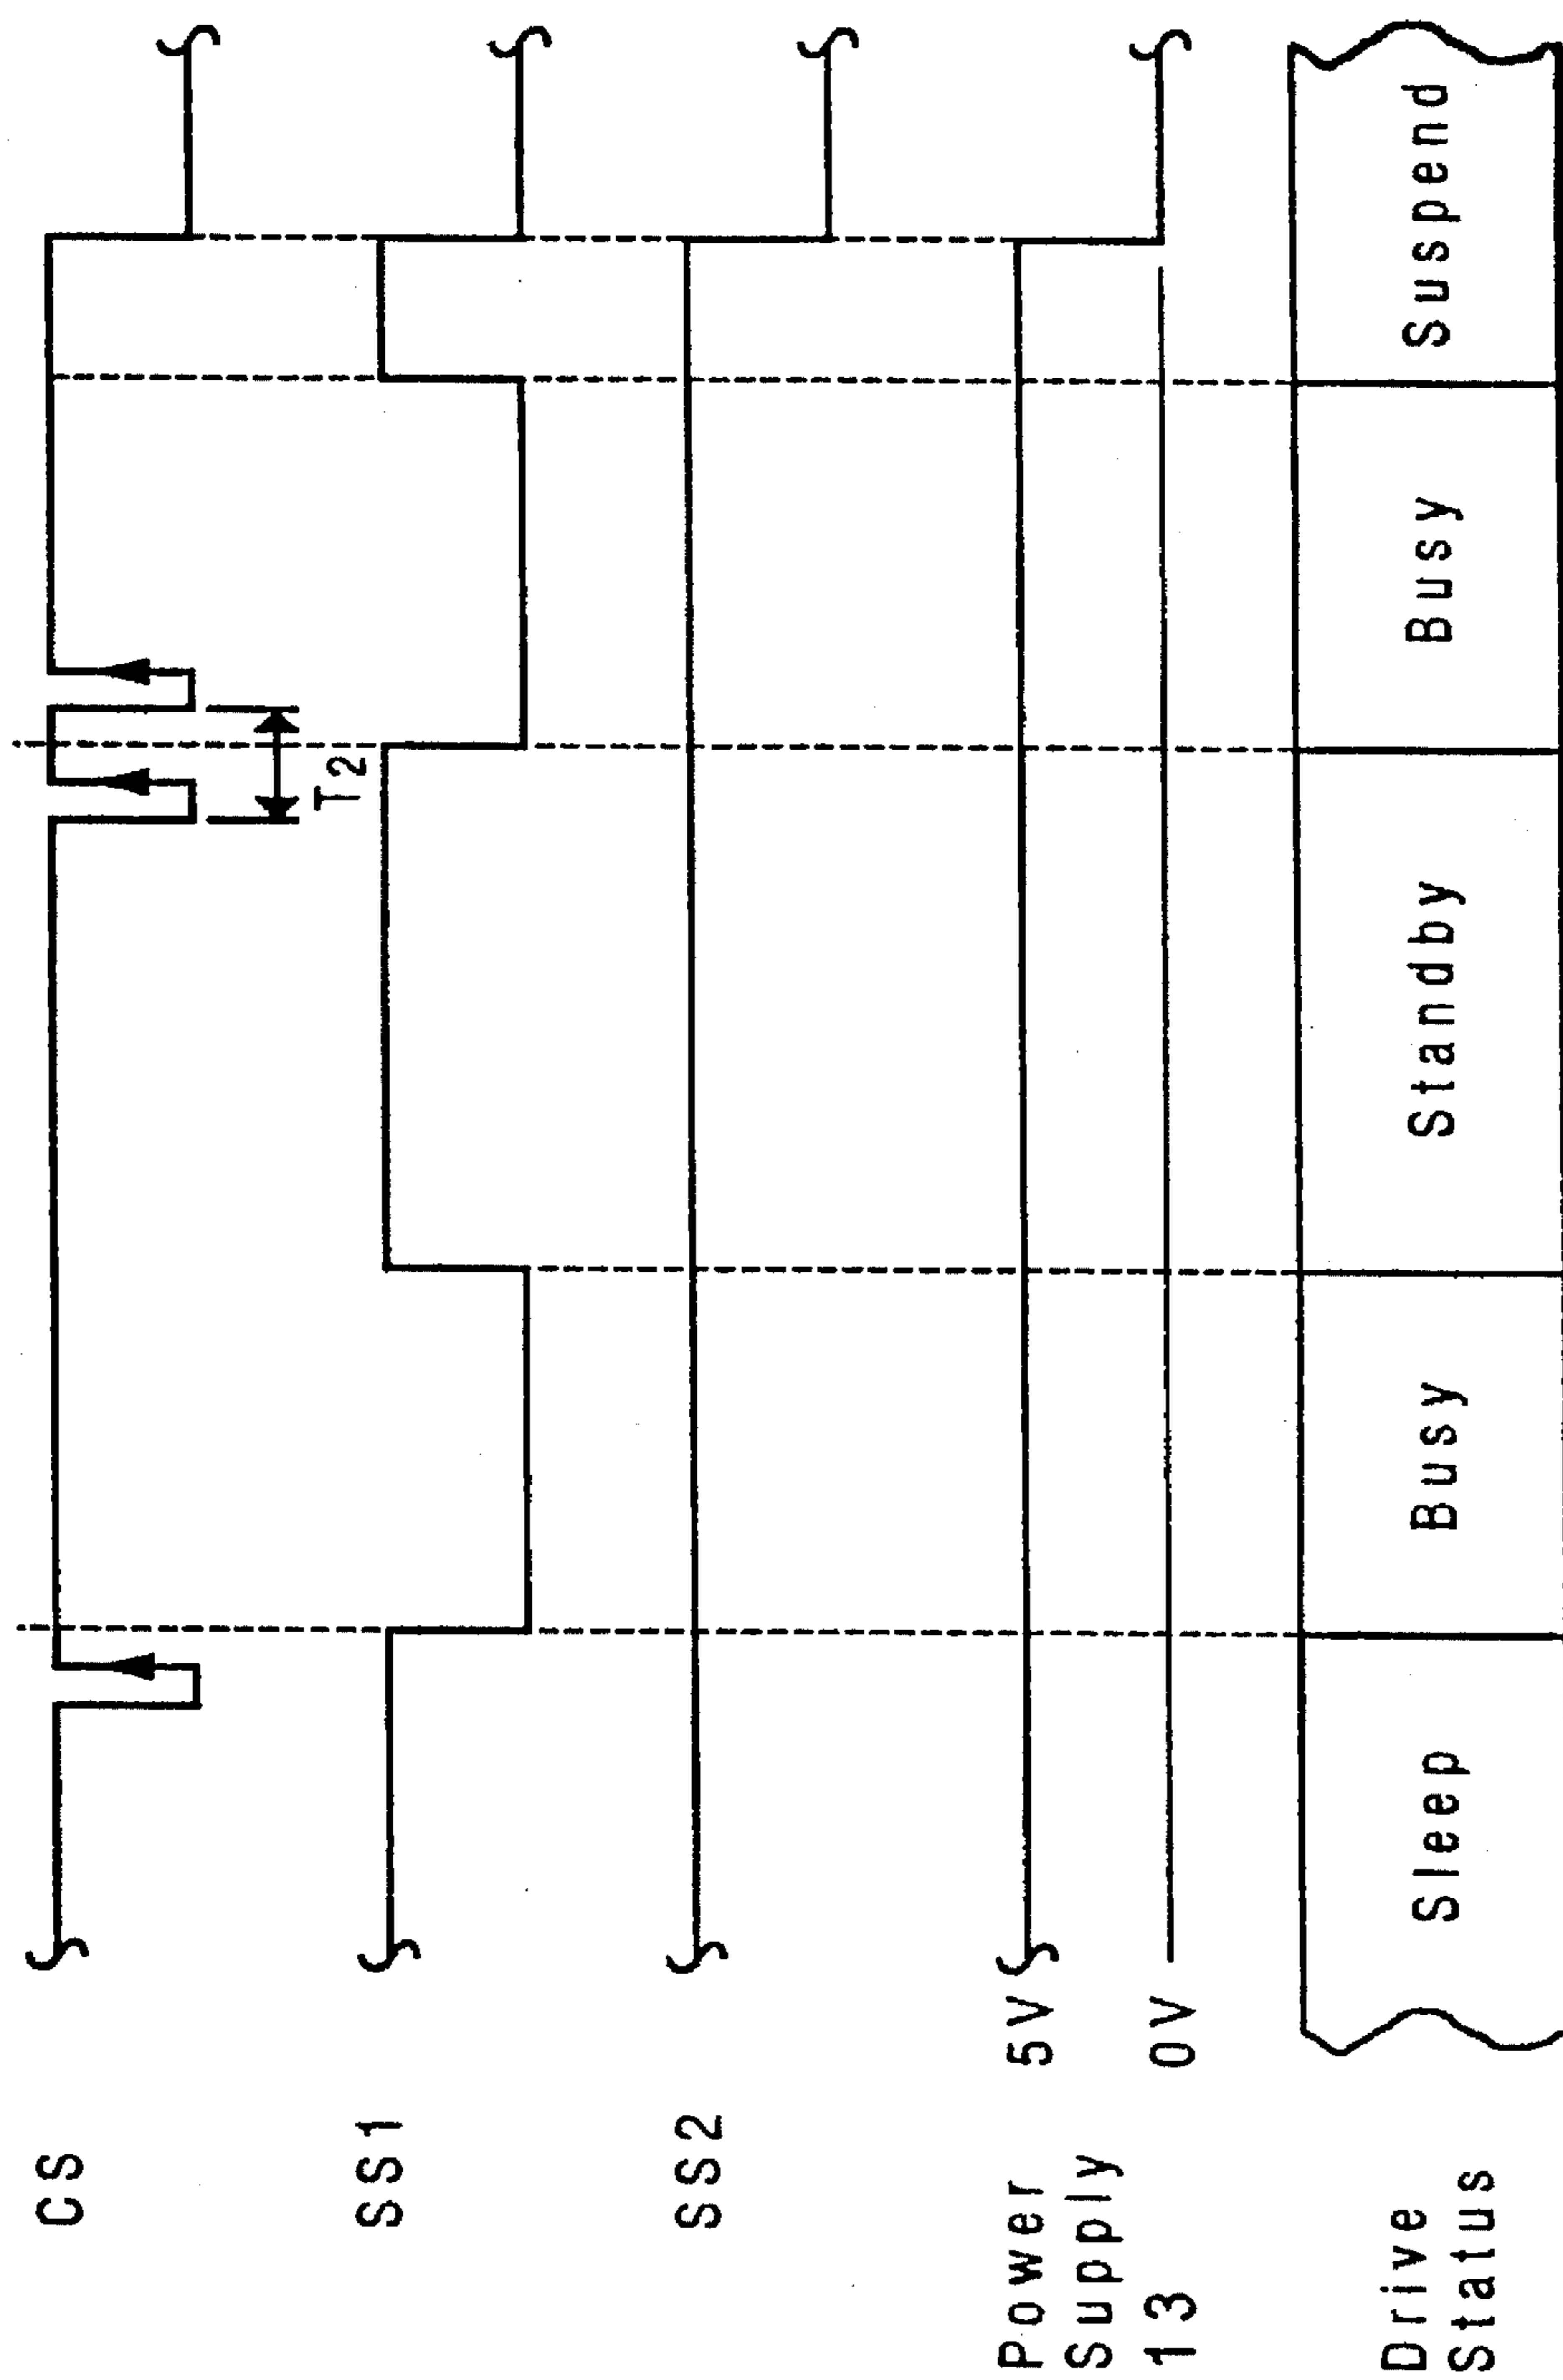 CS
T2
SS1
SS2
Power 5V
Supply
13 0V
Drive
Status
Sleep
Busy
Standby
Busy
Suspend